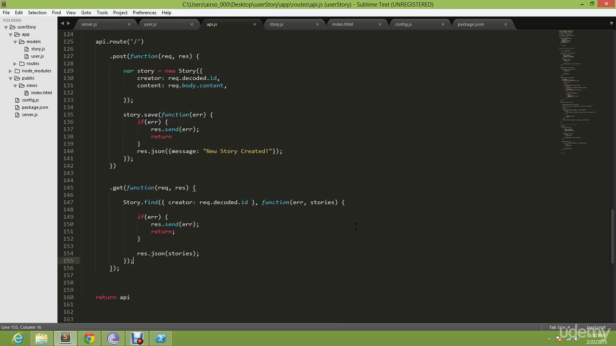 C:\Users\arso_000\Desktop\userStory\app\routes\api.js (userStory) - Sublime Text (UNREGISTERED)
File Edit Selection Find View Goto Tools Project Preferences Help
FOLDERS
userStory
app
models
story.js
user.js
routes
node_modules
public
views
index.html
config.js
package.json
server.js
server.js
user.js
api.js
story.js
index.html
config.js
package.json
124
125 api.route('/')
126
127 .post(function(req, res) {
128
129 var story = new Story({
130 creator: req.decoded.id,
131 content: req.body.content,
132
133 });
134
135 story.save(function(err) {
136 if(err) {
137 res.send(err);
138 return
139 }
140 res.json({message: "New Story Created!"});
141 });
142 })
143
144
145 .get(function(req, res) {
146
147 Story.find({ creator: req.decoded.id }, function(err, stories) {
148
149 if(err) {
150 res.send(err);
151 return;
152 }
153
154 res.json(stories);
155 });
156 });
157
158
159
160 return api
161
162
163
Line 155, Column 16
Tab Size: 4
JavaScript
udemy
2/22/2015